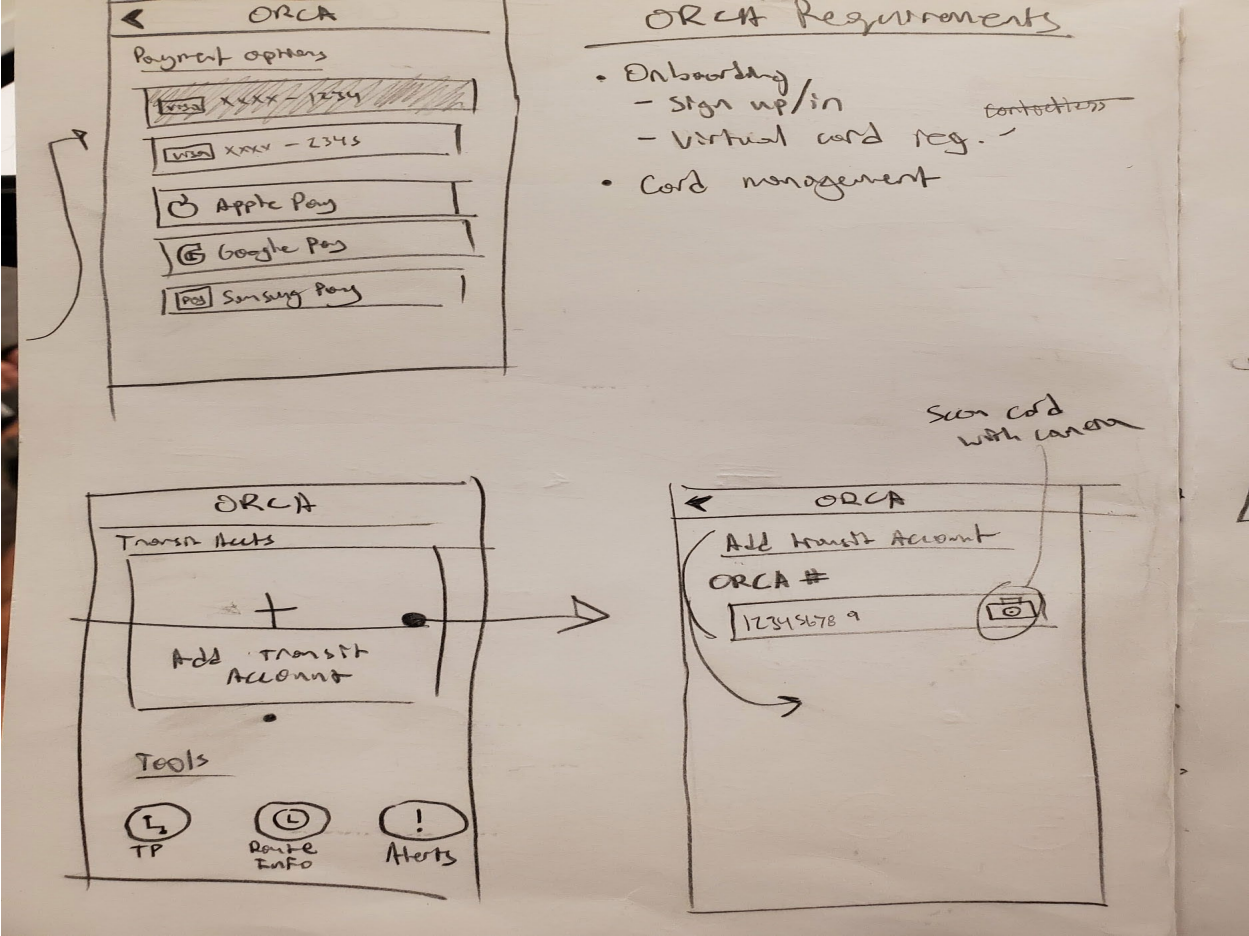 ORCA
Payment options
VISA XXXX - 1234
VISA XXXX - 2345
Apple Pay
G Google Pay
Pay Samsung Pay
ORCA Requirements
• Onboarding
- Sign up/in
- Virtual card reg. - contactless
• Card management
ORCA
Transit Accts
+
Add Transit
Account
Tools
TP
Route
Info
!
Alerts
Scan card
with camera
ORCA
Add transit Account
ORCA #
123456789